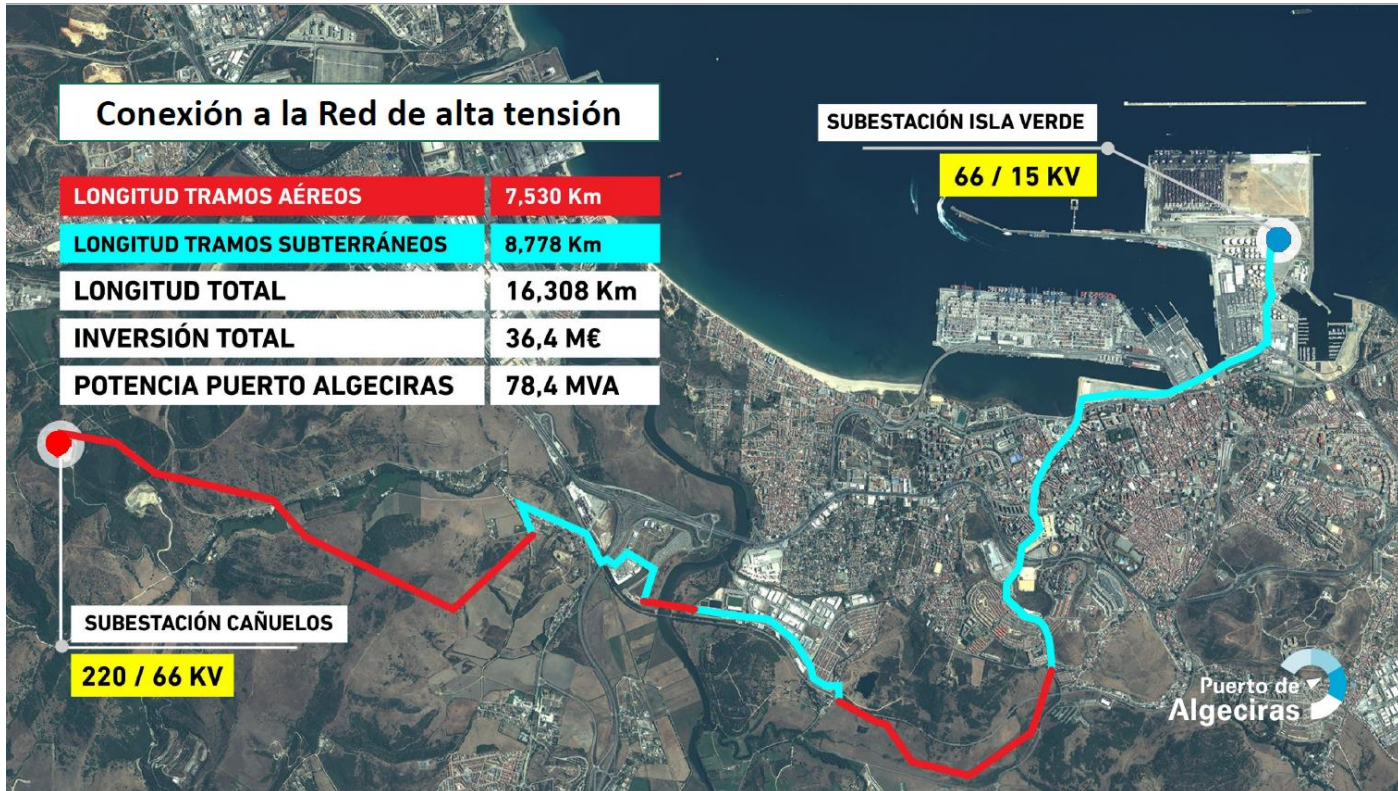 Conexión a la Red de alta tensión
LONGITUD TRAMOS AÉREOS 7,530 Km
LONGITUD TRAMOS SUBTERRÁNEOS 8,778 Km
LONGITUD TOTAL 16,308 Km
INVERSIÓN TOTAL 36,4 M€
POTENCIA PUERTO ALGECIRAS 78,4 MVA
SUBESTACIÓN ISLA VERDE
66 / 15 KV
SUBESTACIÓN CAÑUELOS
220 / 66 KV
Puerto de
Algeciras